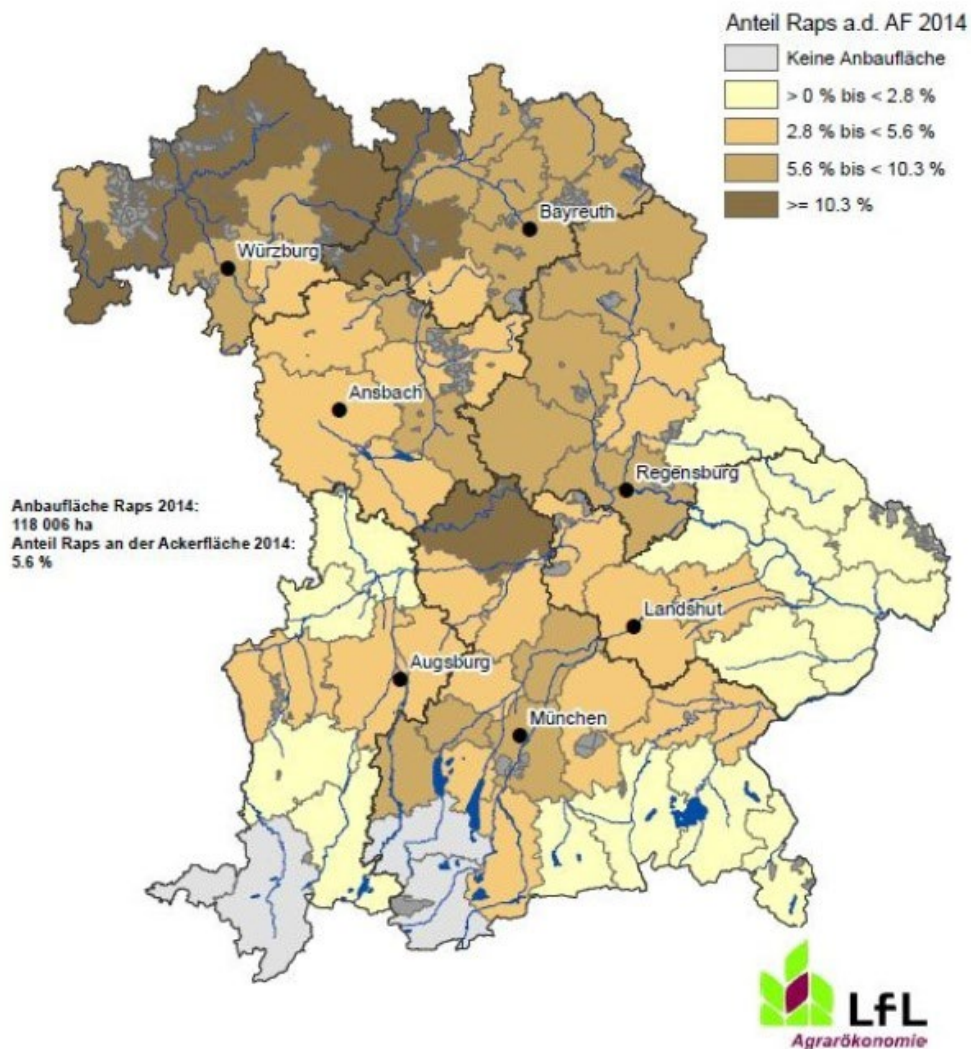 Anteil Raps a.d. AF 2014
Keine Anbaufläche
> 0 % bis < 2.8 %
2.8 % bis < 5.6 %
5.6 % bis < 10.3 %
>= 10.3 %
Bayreuth
Würzburg
Ansbach
Regensburg
Anbaufläche Raps 2014:
118 006 ha
Anteil Raps an der Ackerfläche 2014:
5.6 %
Landshut
Augsburg
München
LfL
Agrarökonomie